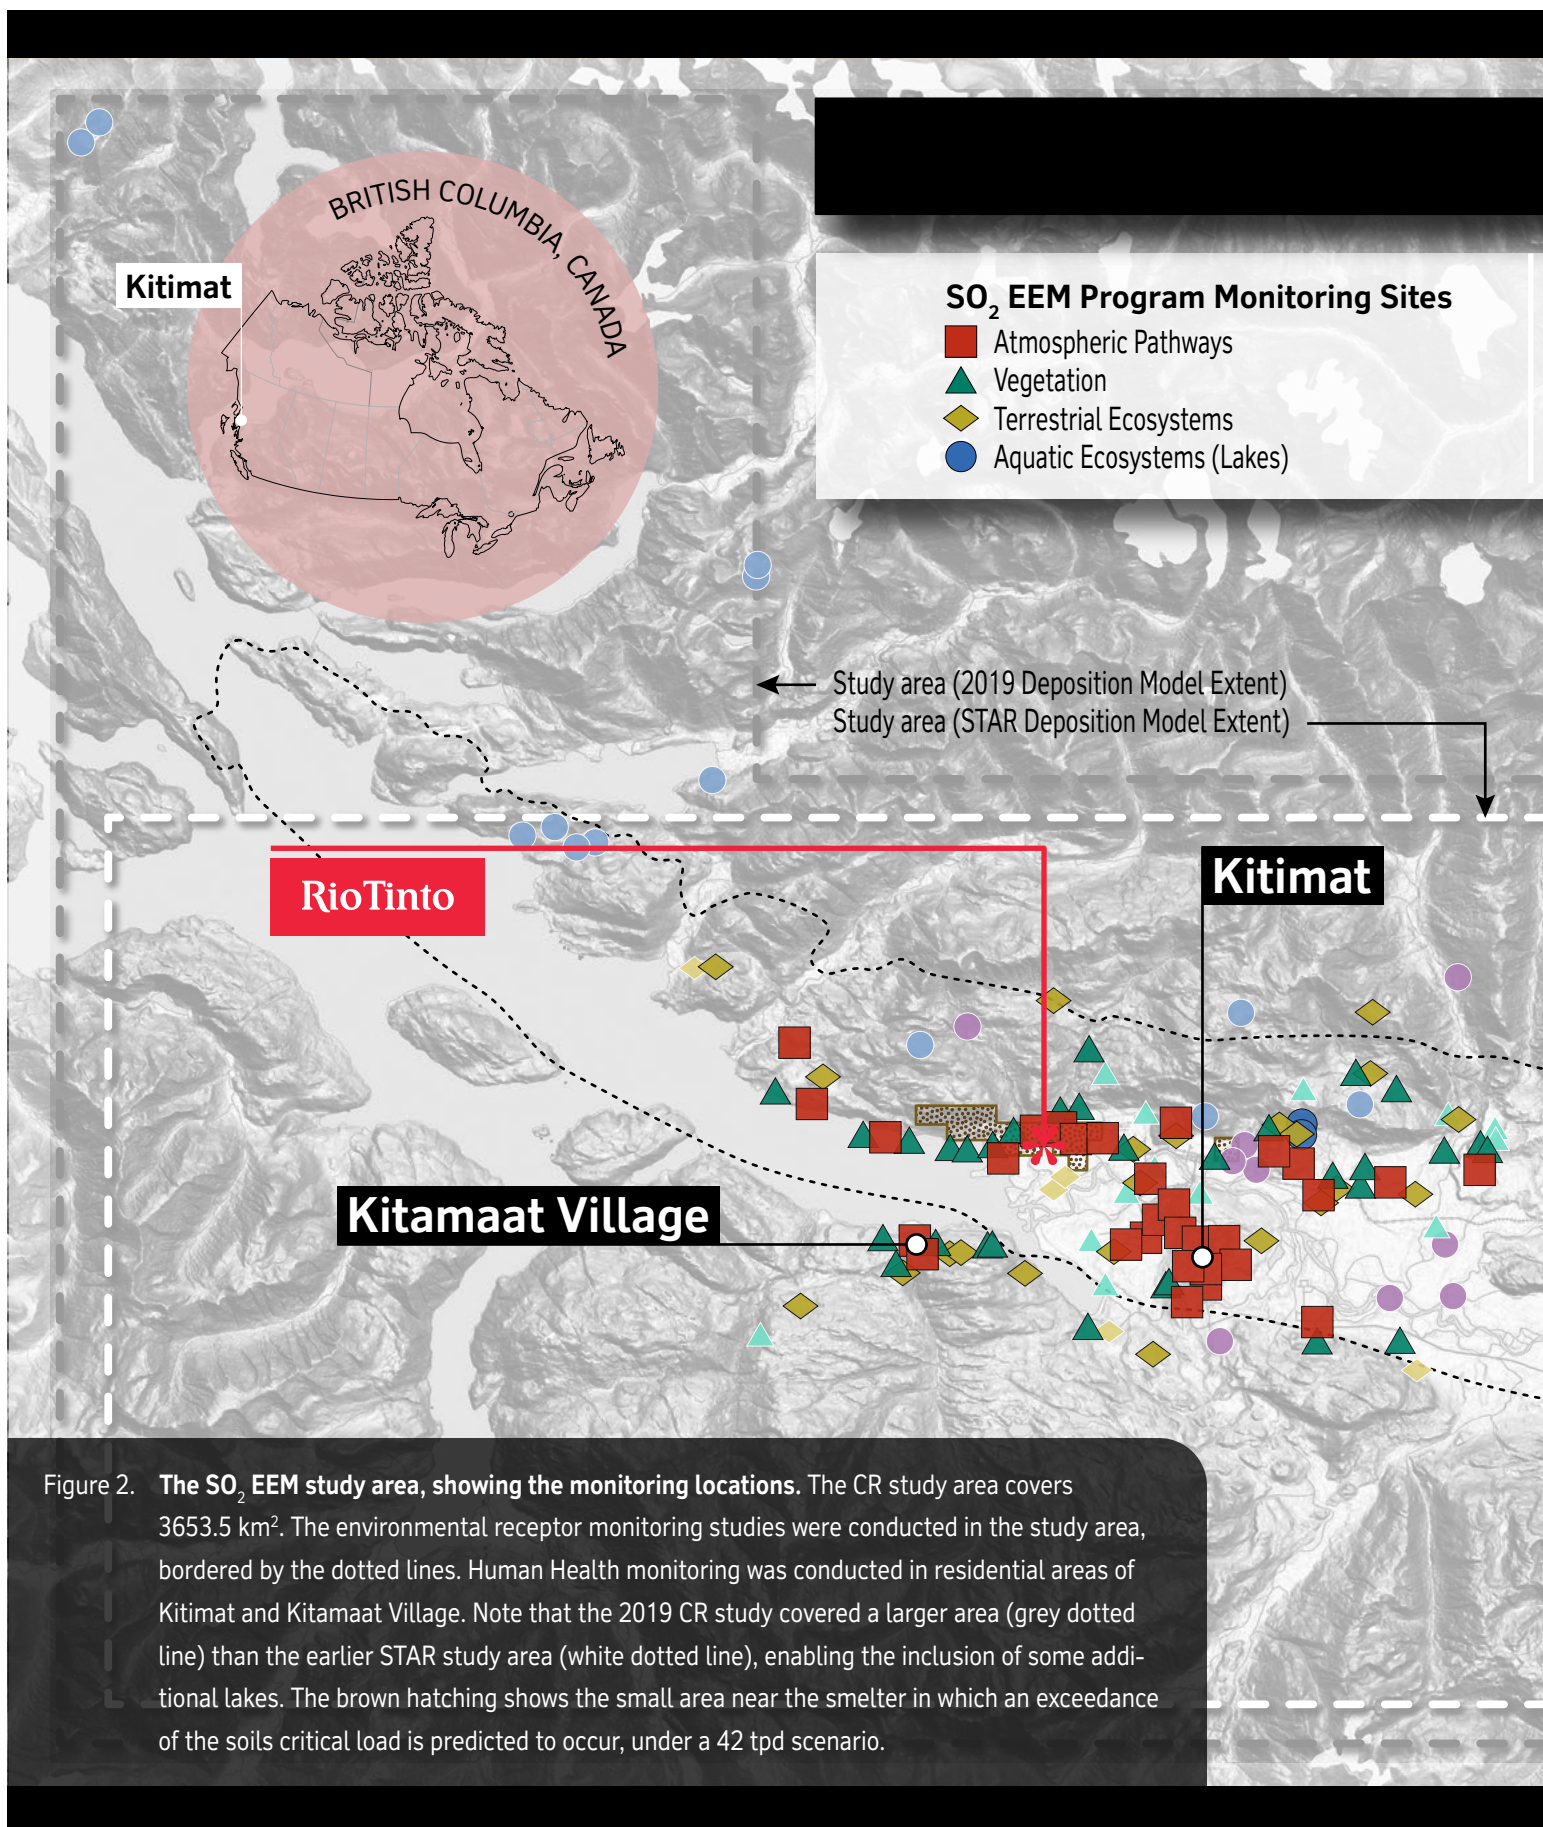 BRITISH COLUMBIA, CANADA
Kitimat
SO2 EEM Program Monitoring Sites
Atmospheric Pathways
Vegetation
Terrestrial Ecosystems
Aquatic Ecosystems (Lakes)
Study area (2019 Deposition Model Extent)
Study area (STAR Deposition Model Extent)
RioTinto
Kitimat
Kitamaat Village
Figure 2. The SO2 EEM study area, showing the monitoring locations. The CR study area covers
3653.5 km². The environmental receptor monitoring studies were conducted in the study area,
bordered by the dotted lines. Human Health monitoring was conducted in residential areas of
Kitimat and Kitamaat Village. Note that the 2019 CR study covered a larger area (grey dotted
line) than the earlier STAR study area (white dotted line), enabling the inclusion of some addi-
tional lakes. The brown hatching shows the small area near the smelter in which an exceedance
of the soils critical load is predicted to occur, under a 42 tpd scenario.